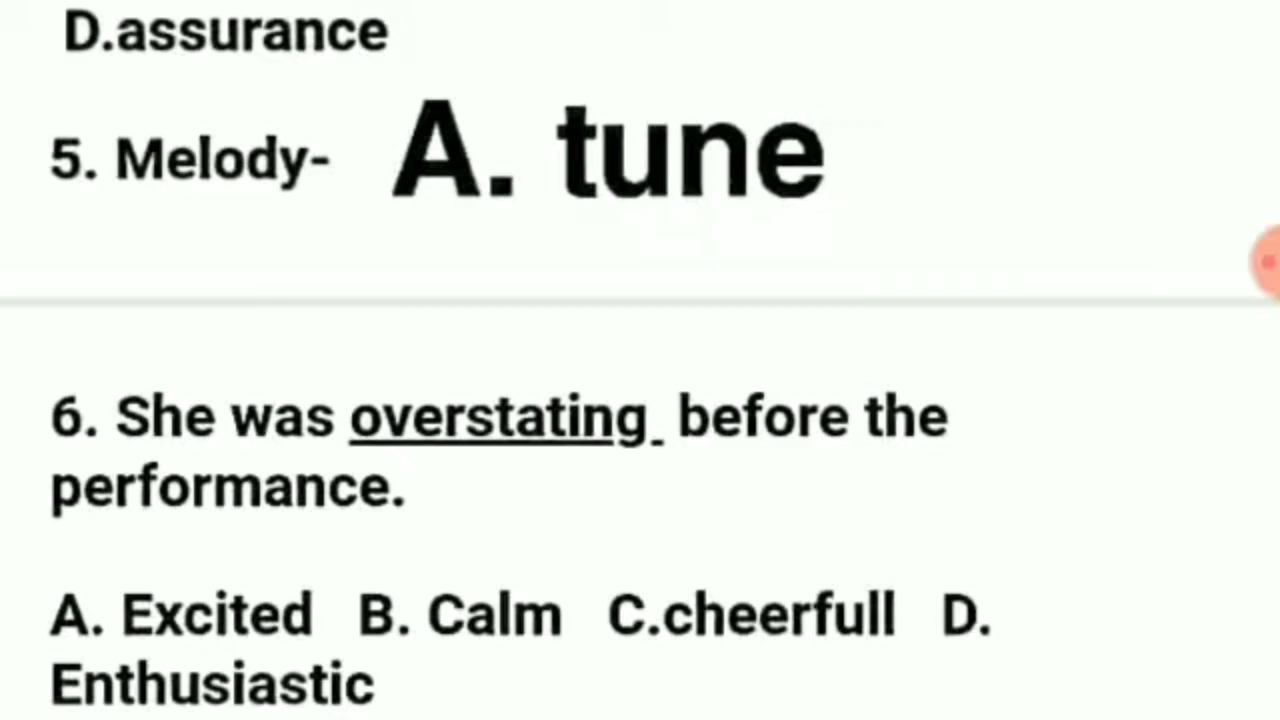 D.assurance
5. Melody- A. tune
6. She was overstating before the
performance.
A. Excited B. Calm C.cheerfull D.
Enthusiastic